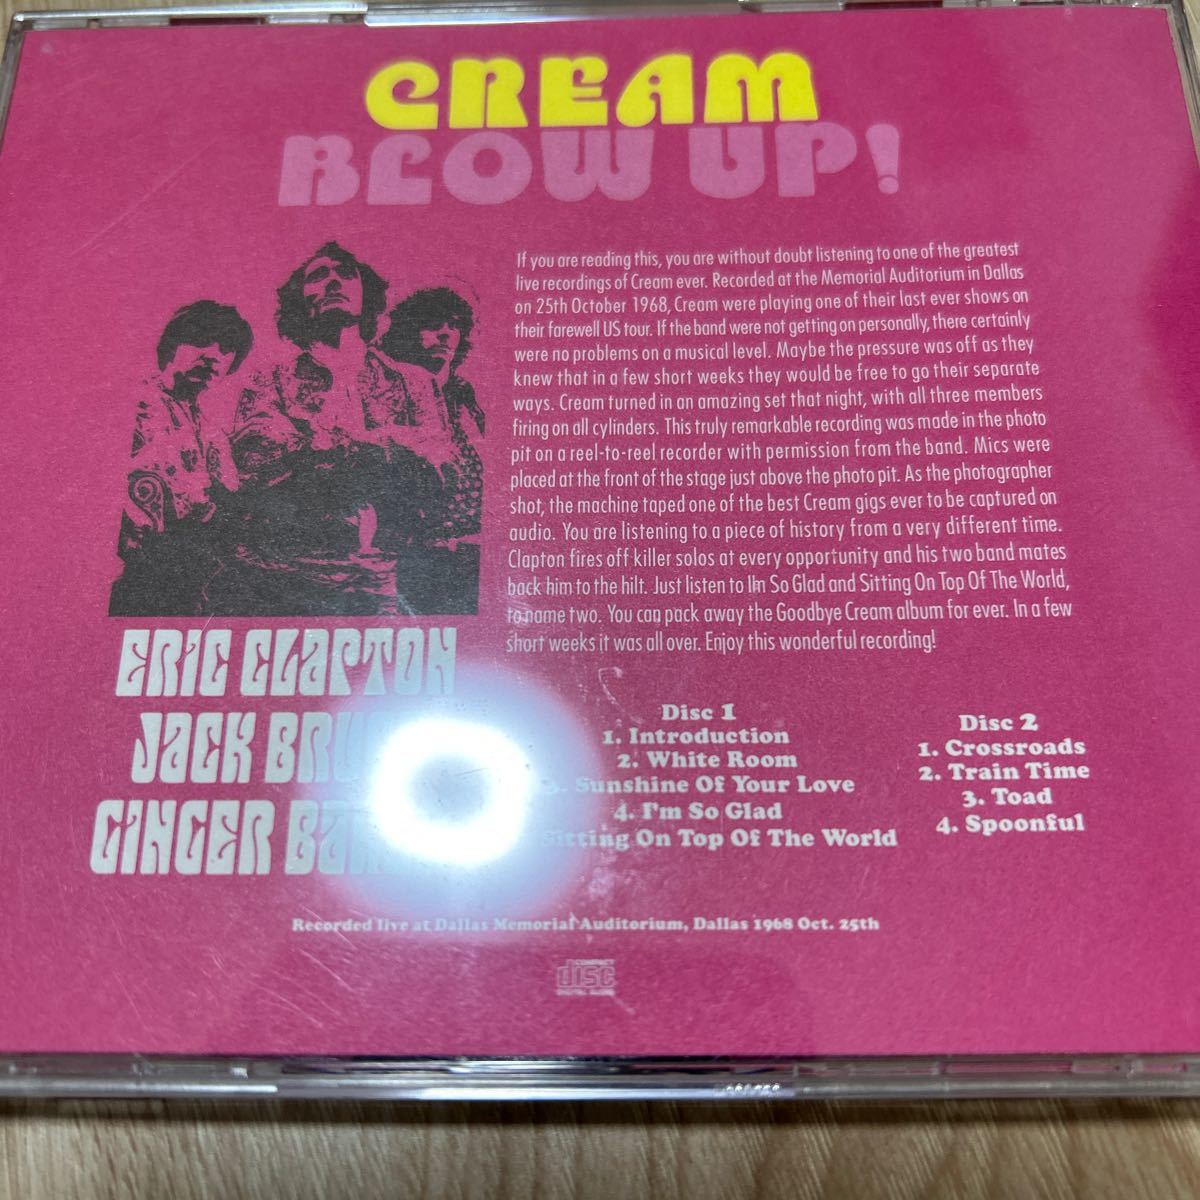 CREAM
BLOW UP!
If you are reading this, you are without doubt listening to one of the greatest
live recordings of Cream ever. Recorded at the Memorial Auditorium in Dallas
on 25th October 1968, Cream were playing one of their last ever shows on
their farewell US tour. If the band were not getting on personally, there certainly
were no problems on a musical level. Maybe the pressure was off as they
knew that in a few short weeks they would be free to go their separate
ways. Cream turned in an amazing set that night, with all three members
firing on all cylinders. This truly remarkable recording was made in the photo
pit on a reel-to-reel recorder with permission from the band. Mics were
placed at the front of the stage just above the photo pit. As the photographer
shot, the machine taped one of the best Cream gigs ever to be captured on
audio. You are listening to a piece of history from a very different time.
Clapton fires off killer solos at every opportunity and his two band mates
back him to the hilt. Just listen to I'm So Glad and Sitting On Top Of The World,
to name two. You can pack away the Goodbye Cream album for ever. In a few
short weeks it was all over. Enjoy this wonderful recording!
ERIC CLAPTON
JACK
GINGER
Disc 1
1. Introduction
2. White Room
3. Sunshine Of Your Love
4. I'm So Glad
Sitting On Top Of The World
Disc 2
1. Crossroads
2. Train Time
3. Toad
4. Spoonful
Recorded live at Dallas Memorial Auditorium, Dallas 1968 Oct. 25th
COMPACT
disc
DIGITAL AUDIO